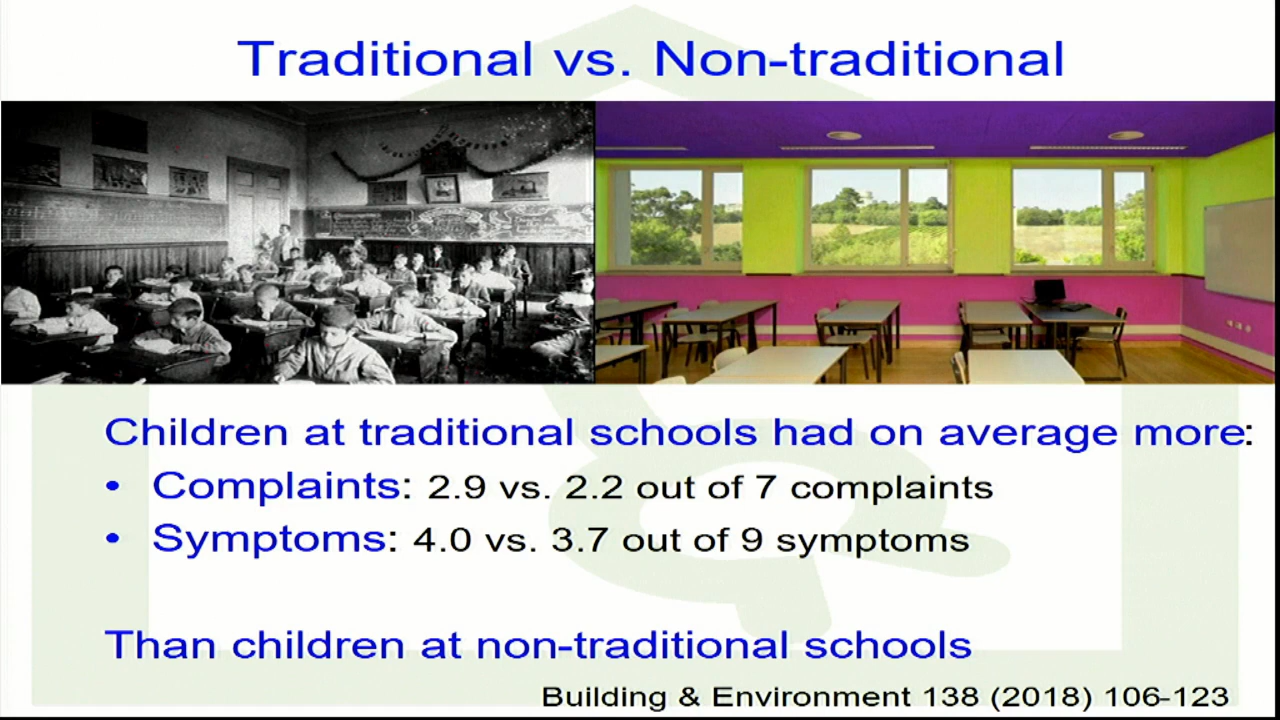 Traditional vs. Non-traditional
Children at traditional schools had on average more:
• Complaints: 2.9 vs. 2.2 out of 7 complaints
• Symptoms: 4.0 vs. 3.7 out of 9 symptoms
Than children at non-traditional schools
Building & Environment 138 (2018) 106-123